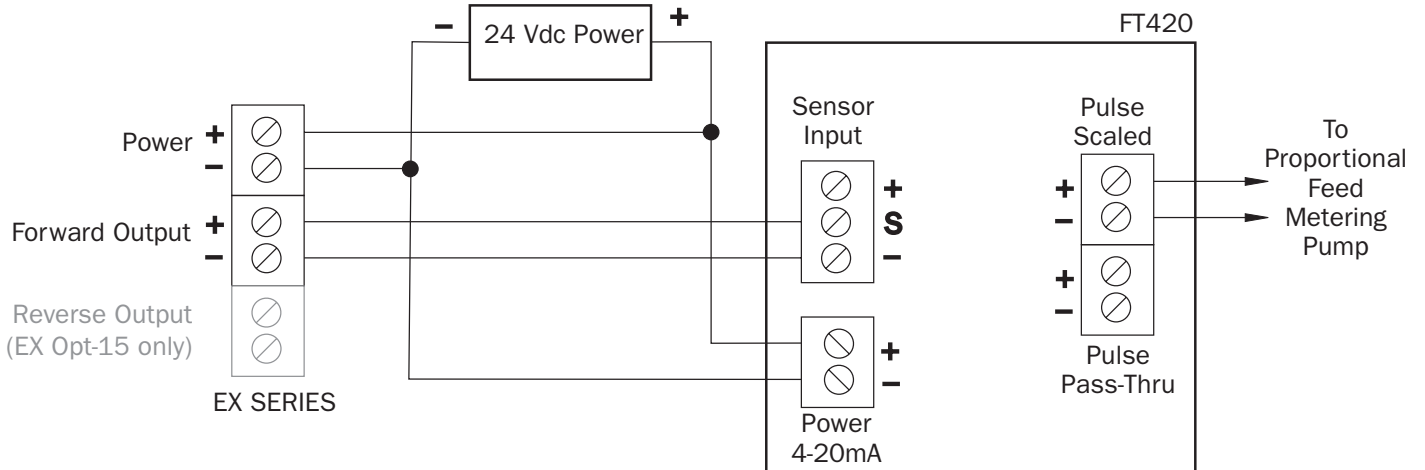 − 24 Vdc Power +
FT420
Power + −
Forward Output + −
Reverse Output
(EX Opt-15 only)
EX SERIES
Sensor
Input
+
S
−
+
−
Power
4-20mA
Pulse
Scaled
+
−
+
−
Pulse
Pass-Thru
To
Proportional
Feed
Metering
Pump